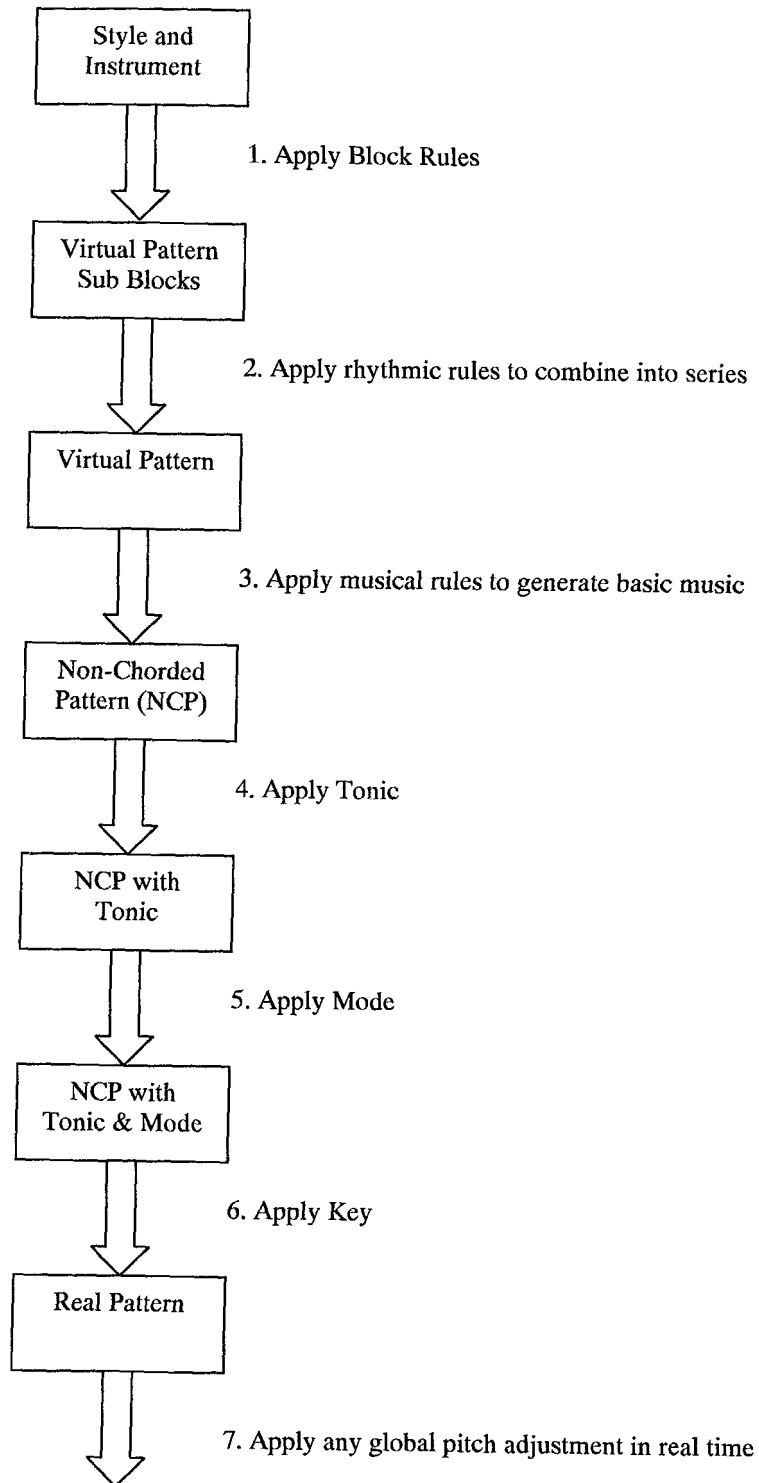 Style and
Instrument
1. Apply Block Rules
Virtual Pattern
Sub Blocks
2. Apply rhythmic rules to combine into series
Virtual Pattern
3. Apply musical rules to generate basic music
Non-Chorded
Pattern (NCP)
4. Apply Tonic
NCP with
Tonic
5. Apply Mode
NCP with
Tonic & Mode
6. Apply Key
Real Pattern
7. Apply any global pitch adjustment in real time